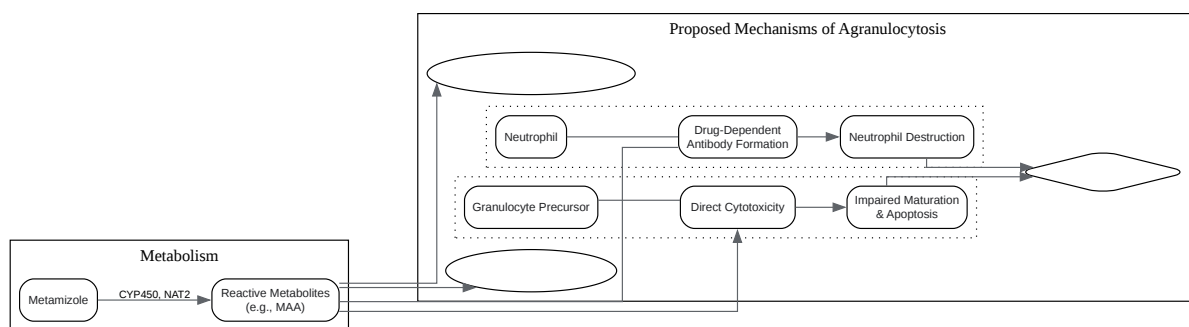 Proposed Mechanisms of Agranulocytosis
Neutrophil
Drug-Dependent
Antibody Formation
Neutrophil Destruction
Granulocyte Precursor
Direct Cytotoxicity
Impaired Maturation
& Apoptosis
Metabolism
Metamizole
CYP450, NAT2
Reactive Metabolites
(e.g., MAA)